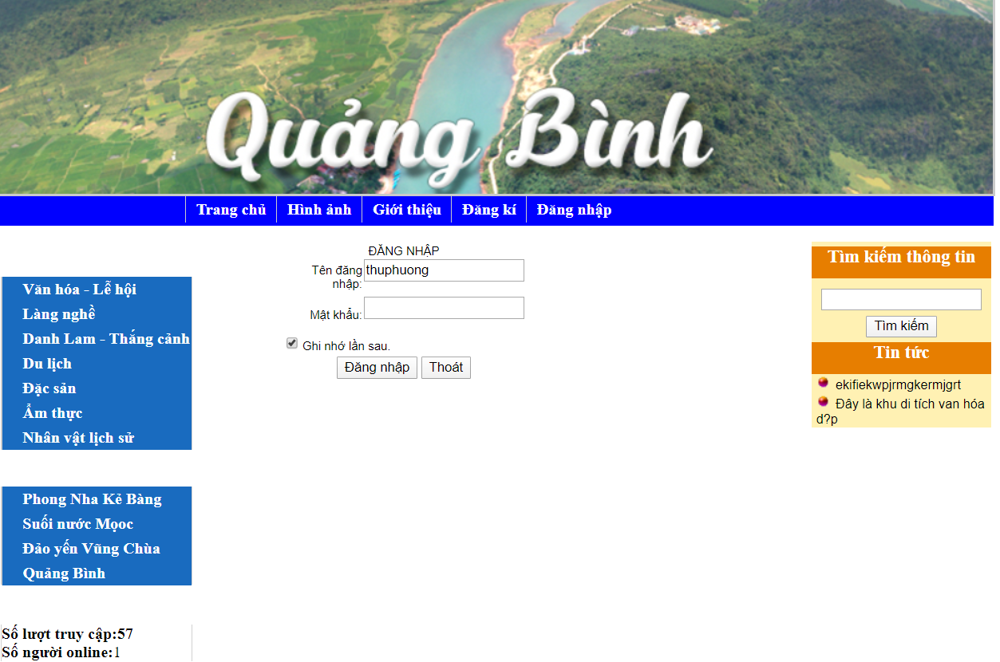 Quảng Bình
Trang chủ Hình ảnh Giới thiệu Đăng kí Đăng nhập
Văn hóa - Lễ hội
Làng nghề
Danh Lam - Thắng cảnh
Du lịch
Đặc sản
Ẩm thực
Nhân vật lịch sử
Phong Nha Kẻ Bàng
Suối nước Mọoc
Đảo yến Vũng Chùa
Quảng Bình
Số lượt truy cập:57
Số người online:1
ĐĂNG NHẬP
Tên đăng
nhập:
thuphuong
Mật khẩu:
Ghi nhớ lần sau.
Đăng nhập Thoát
Tìm kiếm thông tin
Tìm kiếm
Tin tức
ekifiekwpjrmgkermjgrt
Đây là khu di tích van hóa
d?p